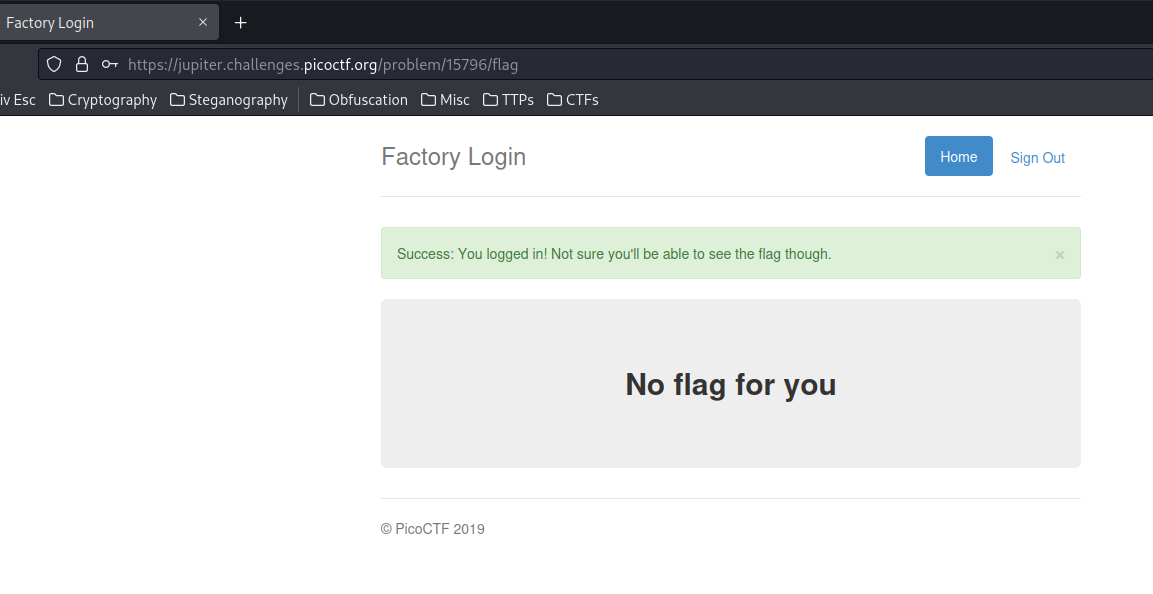 Factory Login
https://jupiter.challenges.picoctf.org/problem/15796/flag
iv Esc Cryptography Steganography Obfuscation Misc TTPs CTFs
Factory Login Home Sign Out
Success: You logged in! Not sure you'll be able to see the flag though. ×
No flag for you
© PicoCTF 2019